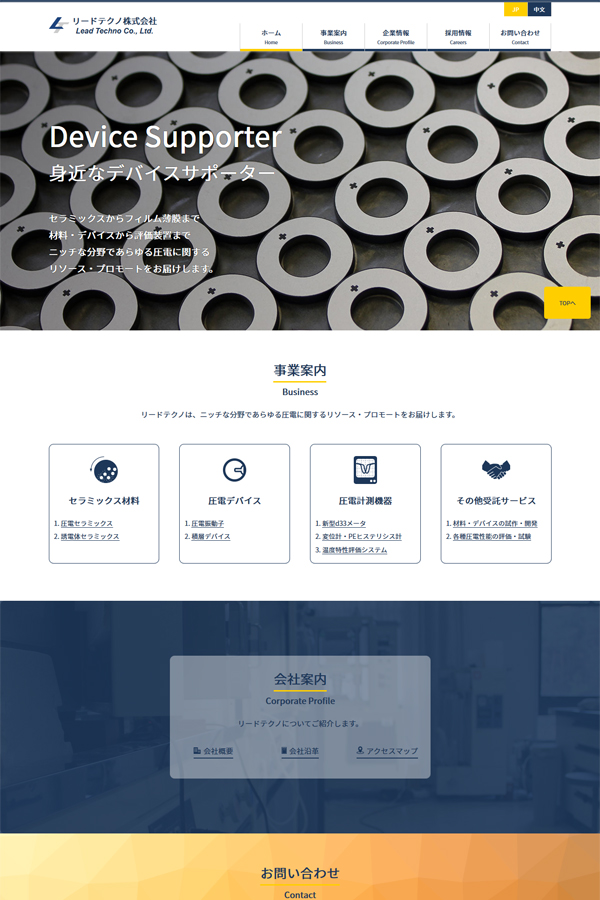 JP 中文
リードテクノ株式会社
Lead Techno Co., Ltd.
ホーム 事業案内 企業情報 採用情報 お問い合わせ
Home Business Corporate Profile Careers Contact
Device Supporter
身近なデバイスサポーター
セラミックスからフィルム薄膜まで
材料・デバイスから評価装置まで
ニッチな分野であらゆる圧電に関する
リソース・プロモートをお届けします。
TOPへ
事業案内
Business
リードテクノは、ニッチな分野であらゆる圧電に関するリソース・プロモートをお届けします。
セラミックス材料
1. 圧電セラミックス
2. 誘電体セラミックス
圧電デバイス
1. 圧電振動子
2. 積層デバイス
圧電計測機器
1. 新型d33メータ
2. 変位計・PEヒステリシス計
3. 温度特性評価システム
その他受託サービス
1. 材料・デバイスの試作・開発
2. 各種圧電性能の評価・試験
会社案内
Corporate Profile
リードテクノについてご紹介します。
会社概要 会社沿革 アクセスマップ
お問い合わせ
Contact